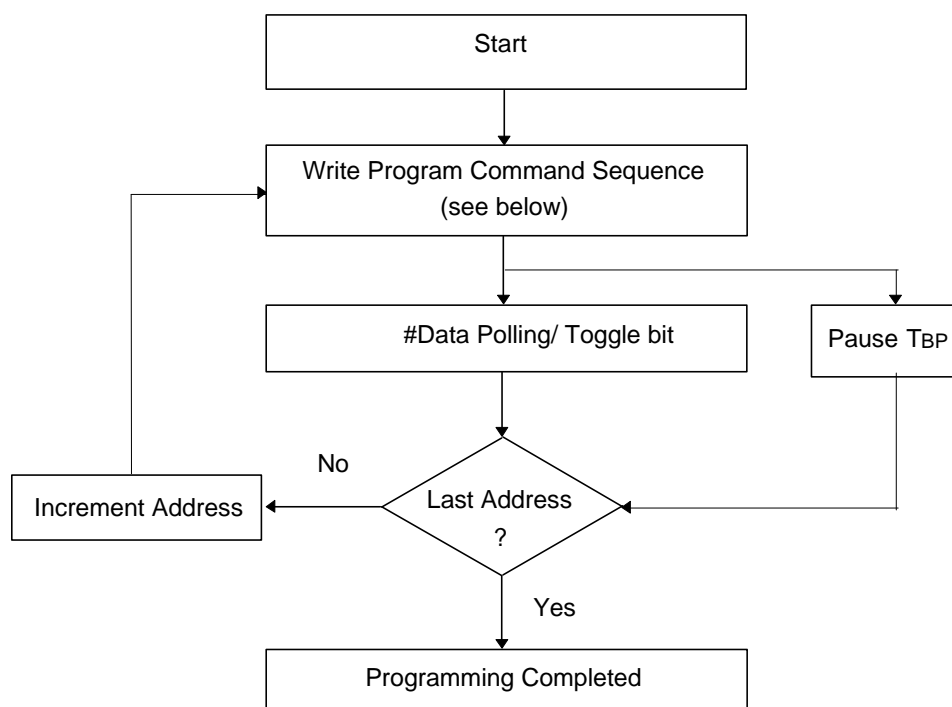 Start
Write Program Command Sequence
(see below)
#Data Polling/ Toggle bit
Pause TBP
No
Increment Address
Last Address
?
Yes
Programming Completed